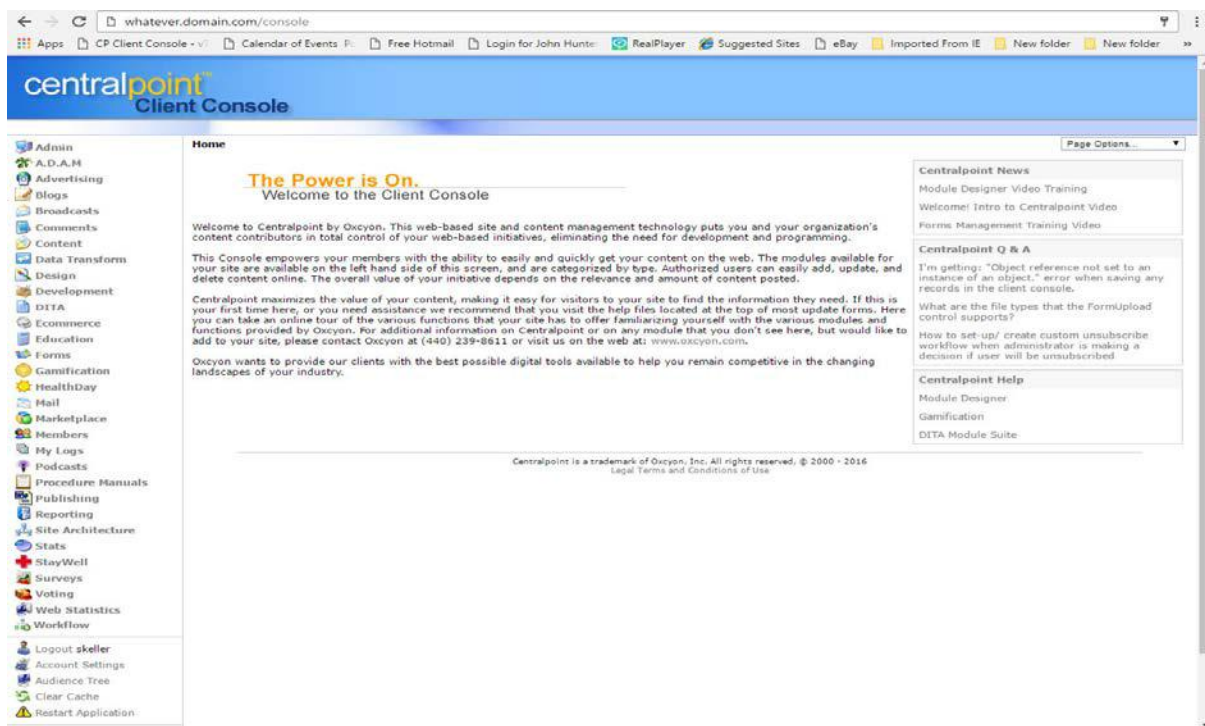 whatever.domain.com/console
Apps
CP Client Console - v
Calendar of Events
Free Hotmail
Login for John Hunte
RealPlayer
Suggested Sites
eBay
Imported From IE
New folder
New folder
»
centralpoint™
Client Console
Admin
A.D.A.M
Advertising
Blogs
Broadcasts
Comments
Content
Data Transform
Design
Development
DITA
Ecommerce
Education
Forms
Gamification
HealthDay
Mail
Marketplace
Members
My Logs
Podcasts
Procedure Manuals
Publishing
Reporting
Site Architecture
Stats
StayWell
Surveys
Voting
Web Statistics
Workflow
Logout skeller
Account Settings
Audience Tree
Clear Cache
Restart Application
Home
Page Options...
The Power is On.
Welcome to the Client Console
Welcome to Centralpoint by Oxcyon. This web-based site and content management technology puts you and your organization's
content contributors in total control of your web-based initiatives, eliminating the need for development and programming.
This Console empowers your members with the ability to easily and quickly get your content on the web. The modules available for
your site are available on the left hand side of this screen, and are categorized by type. Authorized users can easily add, update, and
delete content online. The overall value of your initiative depends on the relevance and amount of content posted.
Centralpoint maximizes the value of your content, making it easy for visitors to your site to find the information they need. If this is
your first time here, or you need assistance we recommend that you visit the help files located at the top of most update forms. Here
you can take an online tour of the various functions that your site has to offer familiarizing yourself with the various modules and
functions provided by Oxcyon. For additional information on Centralpoint or on any module that you don't see here, but would like to
add to your site, please contact Oxcyon at (440) 239-8611 or visit us on the web at: www.oxcyon.com.
Oxcyon wants to provide our clients with the best possible digital tools available to help you remain competitive in the changing
landscapes of your industry.
Centralpoint News
Module Designer Video Training
Welcome! Intro to Centralpoint Video
Forms Management Training Video
Centralpoint Q & A
I'm getting: "Object reference not set to an
instance of an object." error when saving any
records in the client console.
What are the file types that the FormUpload
control supports?
How to set-up/ create custom unsubscribe
workflow when administrator is making a
decision if user will be unsubscribed
Centralpoint Help
Module Designer
Gamification
DITA Module Suite
Centralpoint is a trademark of Oxcyon, Inc. All rights reserved, © 2000 - 2016
Legal Terms and Conditions of Use